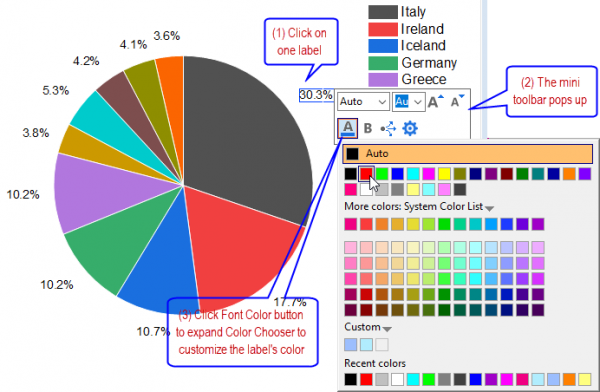 Italy
Ireland
Iceland
Germany
Greece
3.6%
4.1%
4.2%
5.3%
3.8%
10.2%
10.2%
10.7%
17.7%
30.3%
(1) Click on
one label
(2) The mini
toolbar pops up
Auto
Au
A A
A B
Auto
More colors: System Color List
Custom
Recent colors
(3) Click Font Color button
to expand Color Chooser to
customize the label's color